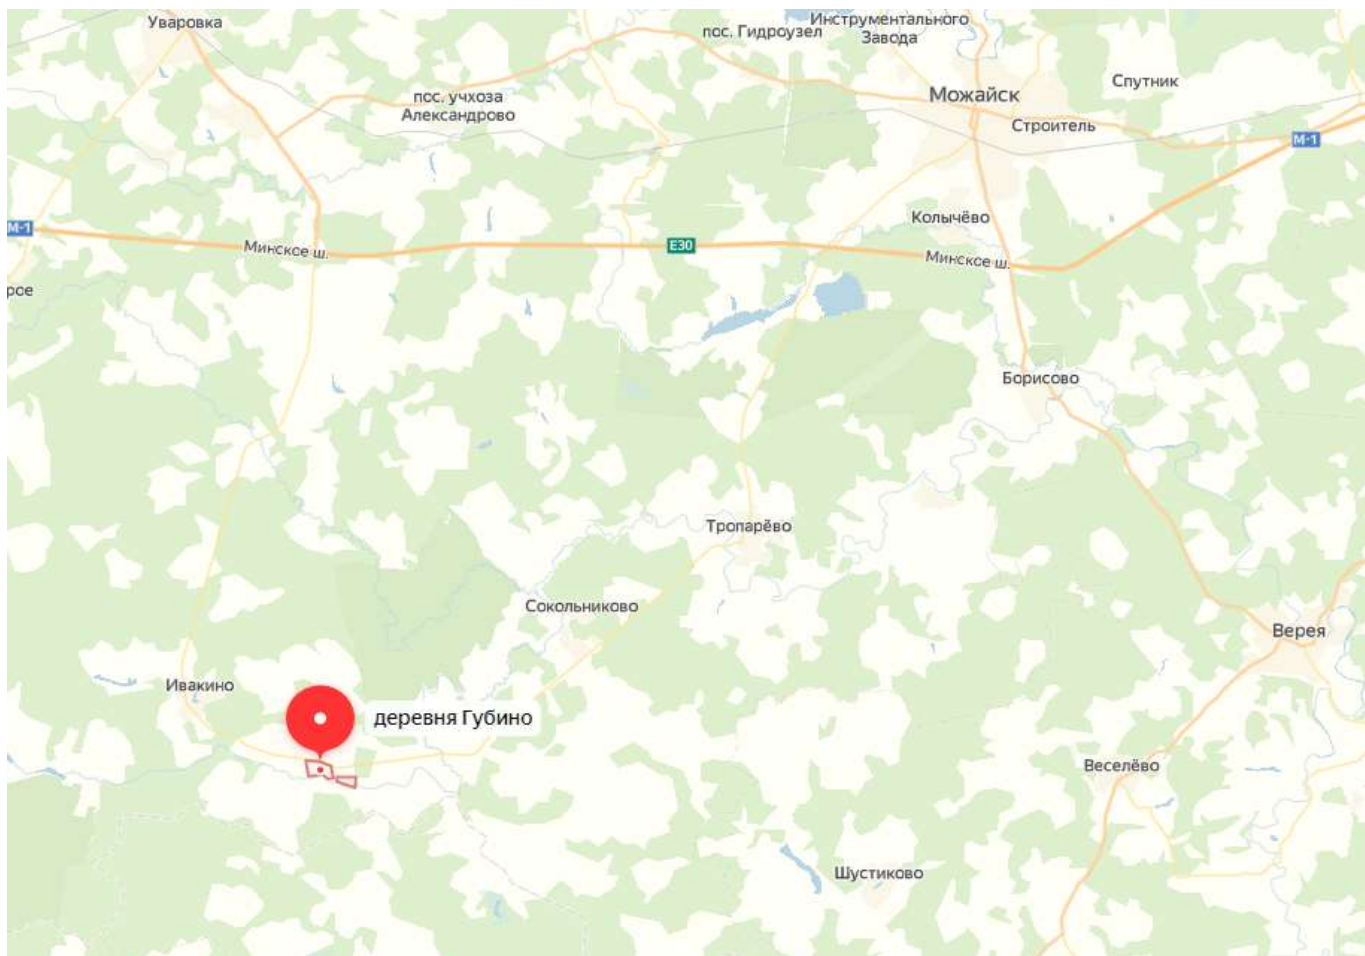 Уваровка
пос. Гидроузел
Инструментального
Завода
пос. учхоза
Александрово
Можайск
Спутник
Строитель
М-1
Колычёво
М-1
Минское ш.
E30
Минское ш.
рое
Борисово
Тропарёво
Сокольниково
Верея
Ивакино
деревня Губино
Веселёво
Шустиково